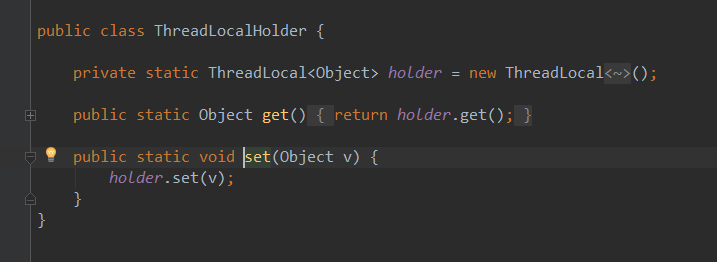 public class ThreadLocalHolder {
private static ThreadLocal<Object> holder = new ThreadLocal<~>();
public static Object get() { return holder.get(); }
public static void set(Object v) {
holder.set(v);
}
}